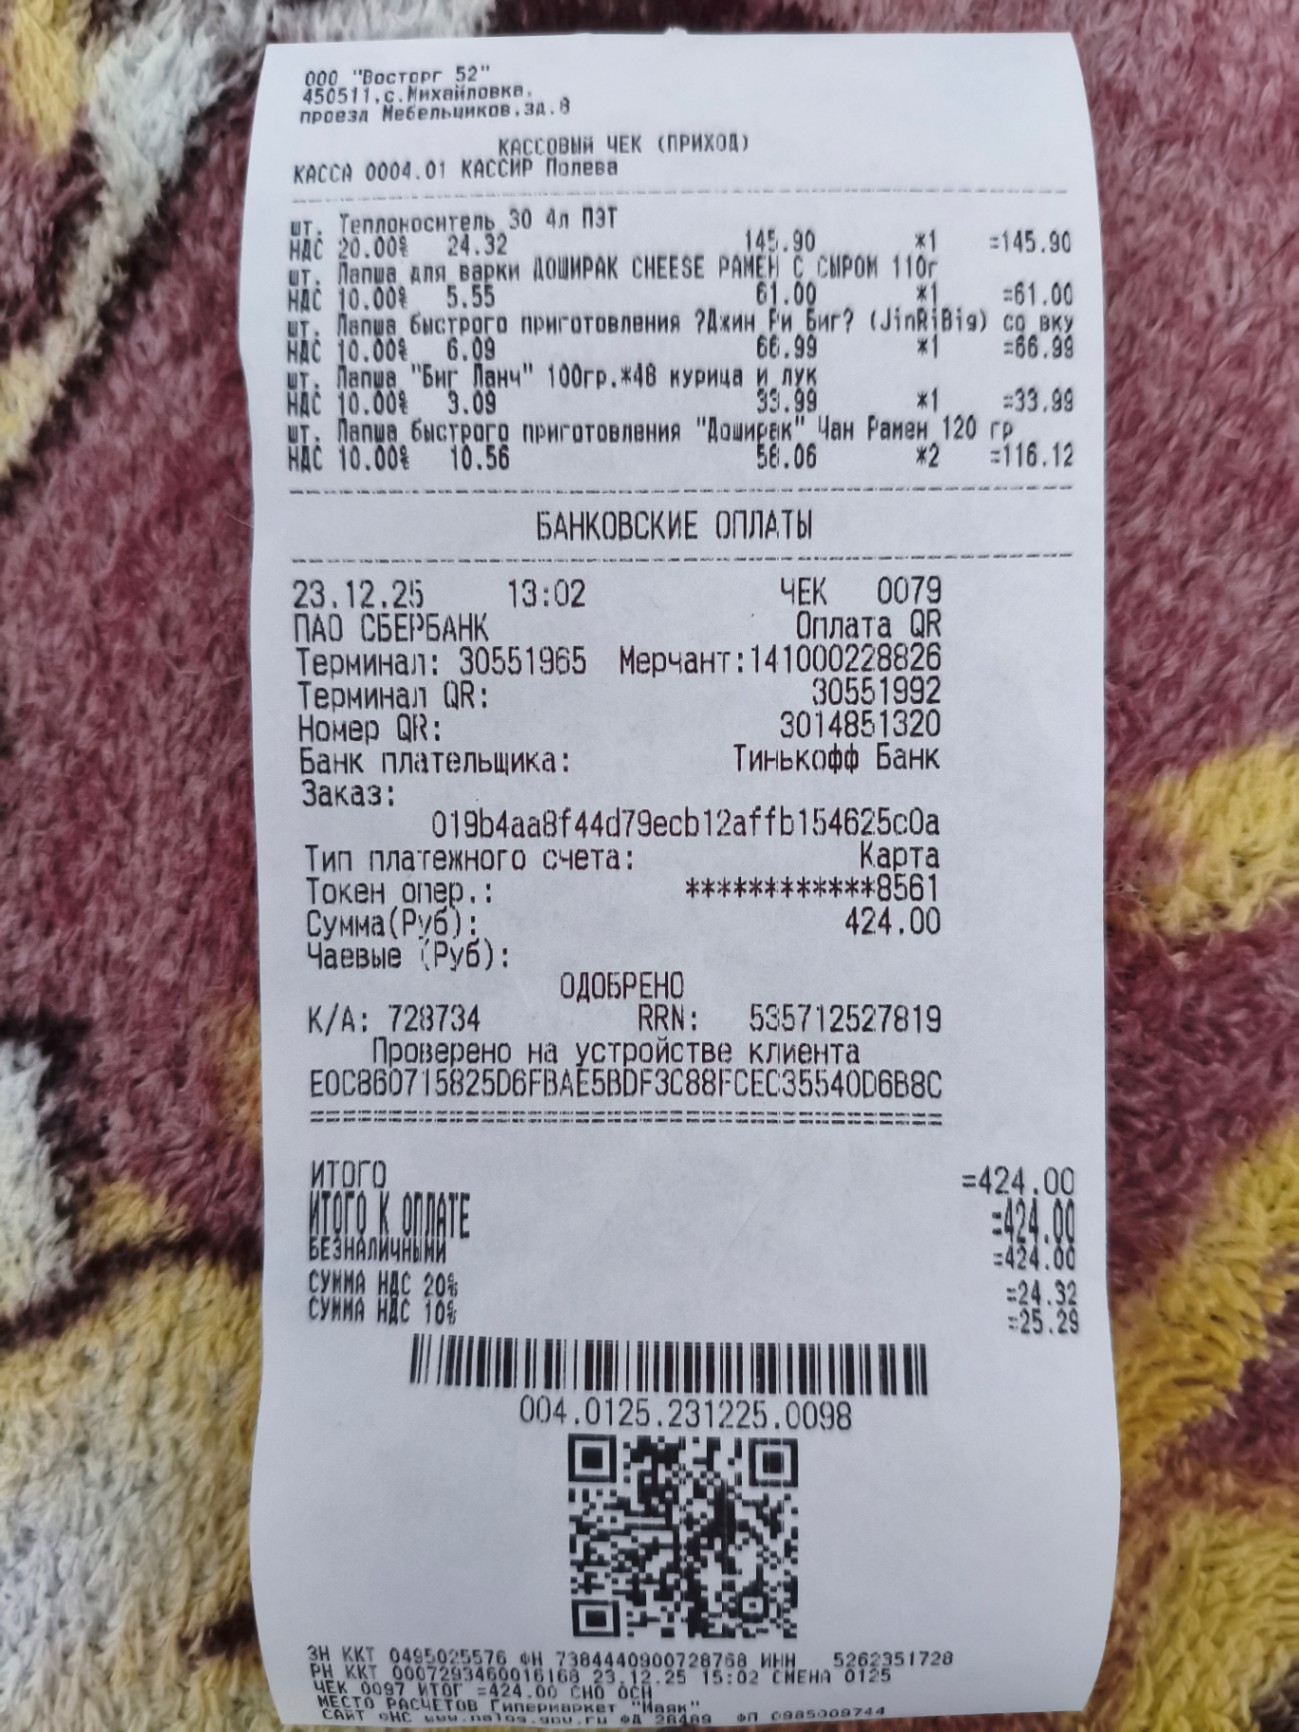 ООО "Восторг 52"
450511,с.Михайловка,
проезд Мебельщиков,зд.8
КАССОВЫЙ ЧЕК (ПРИХОД)
КАССА 0004.01 КАССИР Полева
шт. Теплоноситель 30 4л ПЭТ
НДС 20.00% 24.32 145.90 *1 =145.90
шт. Лапша для варки ДОШИРАК CHEESE РАМЕН С СЫРОМ 110г
НДС 10.00% 5.55 61.00 *1 =61.00
шт. Лапша быстрого приготовления ?Джин Ри Биг? (JinRiBig) со вку
НДС 10.00% 6.09 66.99 *1 =66.99
шт. Лапша "Биг Ланч" 100гр.*48 курица и лук
НДС 10.00% 3.09 33.99 *1 =33.99
шт. Лапша быстрого приготовления "Доширак" Чан Рамен 120 гр
НДС 10.00% 10.56 58.06 *2 =116.12
БАНКОВСКИЕ ОПЛАТЫ
23.12.25 13:02 ЧЕК 0079
ПАО СБЕРБАНК Оплата QR
Терминал: 30551965 Мерчант:141000228826
Терминал QR: 30551992
Номер QR: 3014851320
Банк плательщика: Тинькофф Банк
Заказ:
019b4aa8f44d79ecb12affb154625c0a
Тип платежного счета: Карта
Токен опер.: ************8561
Сумма(Руб): 424.00
Чаевые (Руб):
ОДОБРЕНО
К/А: 728734 RRN: 535712527819
Проверено на устройстве клиента
E0C860715825D6FBAE5BDF3C88FCEC35540D6B8C
ИТОГО =424.00
ИТОГО К ОПЛАТЕ =424.00
БЕЗНАЛИЧНЫМИ =424.00
СУММА НДС 20% =24.32
СУММА НДС 10% =25.29
004.0125.231225.0098
ЗН ККТ 0495025576 ФН 7384440900728768 ИНН 5262351728
РН ККТ 0007293460016168 23.12.25 15:02 СМЕНА 0125
ЧЕК 0097 ИТОГ =424.00 СНО ОСН
МЕСТО РАСЧЕТОВ Гипермаркет "Маяк"
САЙТ ФНС www.nalog.gov.ru ФД 26489 ФП 0985009744